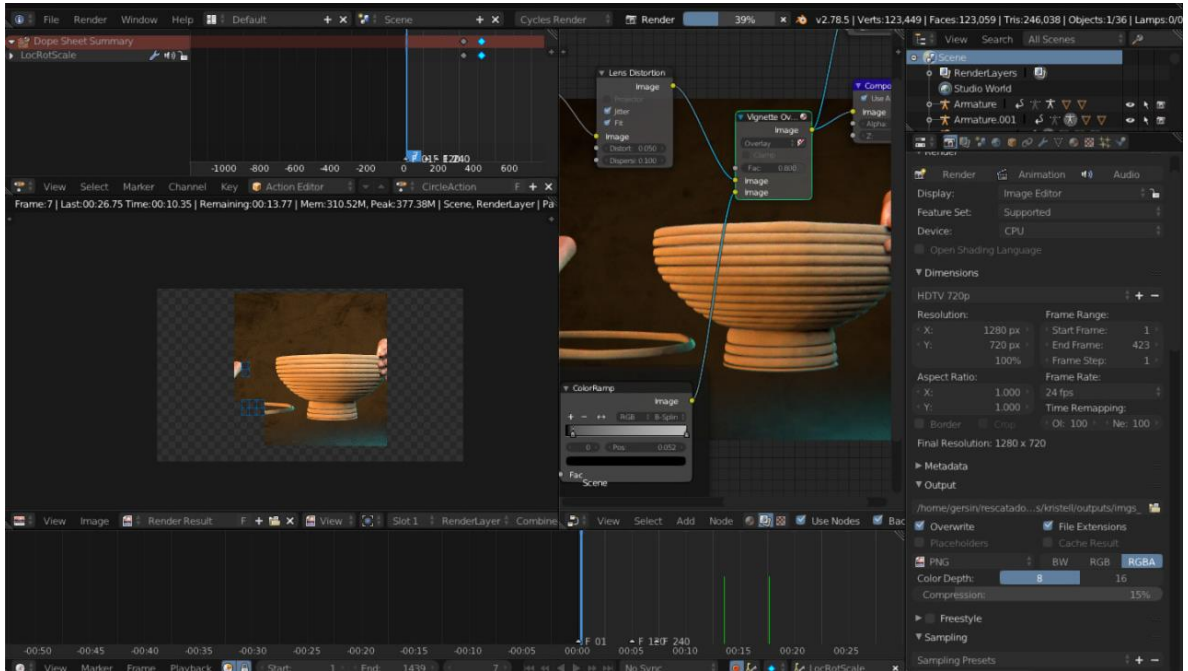 File Render Window Help Default Scene Cycles Render Render 39% v2.78.5 | Verts:123,449 | Faces:123,059 | Tris:246,038 | Objects:1/36 | Lamps:0/0
Dope Sheet Summary
LocRotScale
-1000 -800 -600 -400 -200 0 200 400 600
View Select Marker Channel Key Action Editor CircleAction F
Frame:7 | Last:00:26.75 Time:00:10.35 | Remaining:00:13.77 | Mem:310.52M, Peak:377.38M | Scene, RenderLayer | Pa
View Image Render Result F View Slot 1 RenderLayer Combine
Lens Distortion
Image
Projector
Jitter
Fit
Image
Distort: 0.050
Dispersi: 0.100
Vignette Ov...
Image
Overlay
Clamp
Fac: 0.600
Image
Image
Compo
Use A
Image
Alpha:
Z:
ColorRamp
Image
RGB B-Splin
0 Pos: 0.052
Fac
Scene
View Select Add Node Use Nodes Bac
View Search All Scenes
Scene
RenderLayers
Studio World
Armature
Armature.001
Render
Render Animation Audio
Display: Image Editor
Feature Set: Supported
Device: CPU
Open Shading Language
Dimensions
HDTV 720p
Resolution: Frame Range:
X: 1280 px Start Frame: 1
Y: 720 px End Frame: 423
100% Frame Step: 1
Aspect Ratio: Frame Rate:
X: 1.000 24 fps
Y: 1.000 Time Remapping:
Border Crop Ol: 100 Ne: 100
Final Resolution: 1280 x 720
Metadata
Output
/home/gersin/rescatado...s/kristell/outputs/imgs_
Overwrite File Extensions
Placeholders Cache Result
PNG BW RGB RGBA
Color Depth: 8 16
Compression: 15%
Freestyle
Sampling
Sampling Presets
F 01 F 120F 240
-00:50 -00:45 -00:40 -00:35 -00:30 -00:25 -00:20 -00:15 -00:10 -00:05 00:00 00:05 00:10 00:15 00:20 00:25
View Marker Frame Playback Start: 1 End: 1439 7 No Sync LocRotScale